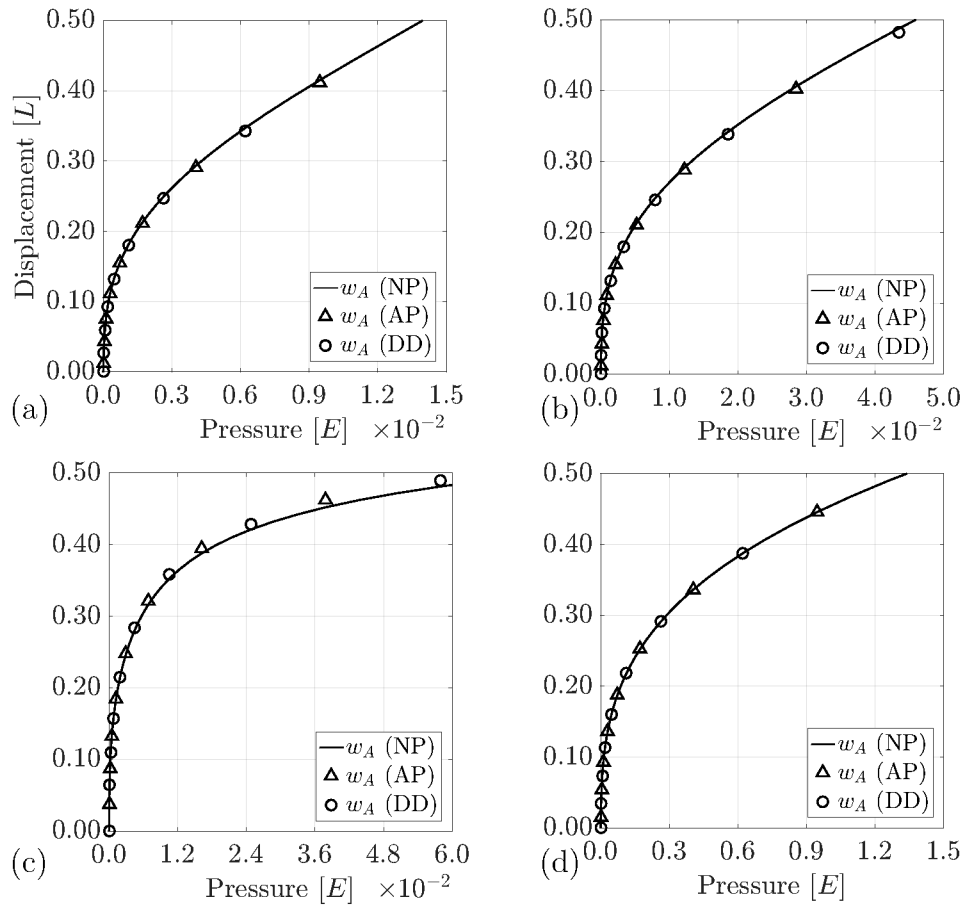 0.50
0.40
0.30
0.20
0.10
0.00
Displacement [L]
w_A (NP)
w_A (AP)
w_A (DD)
0.0 0.3 0.6 0.9 1.2 1.5
(a)
Pressure [E] ×10⁻²
0.50
0.40
0.30
0.20
0.10
0.00
w_A (NP)
w_A (AP)
w_A (DD)
0.0 1.0 2.0 3.0 4.0 5.0
(b)
Pressure [E] ×10⁻²
0.50
0.40
0.30
0.20
0.10
0.00
w_A (NP)
w_A (AP)
w_A (DD)
0.0 1.2 2.4 3.6 4.8 6.0
(c)
Pressure [E] ×10⁻²
0.50
0.40
0.30
0.20
0.10
0.00
w_A (NP)
w_A (AP)
w_A (DD)
0.0 0.3 0.6 0.9 1.2 1.5
(d)
Pressure [E]